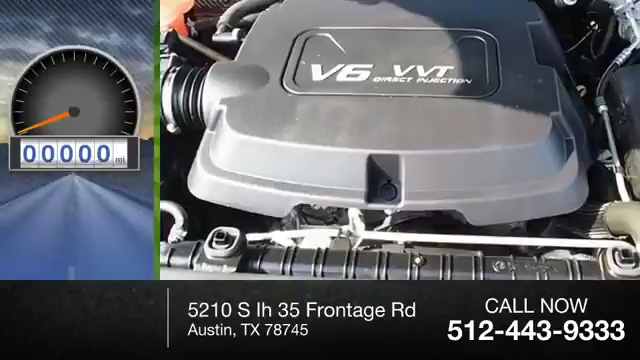 V6 VVT
DIRECT INJECTION
00000 mi
5210 S Ih 35 Frontage Rd
Austin, TX 78745
CALL NOW
512-443-9333